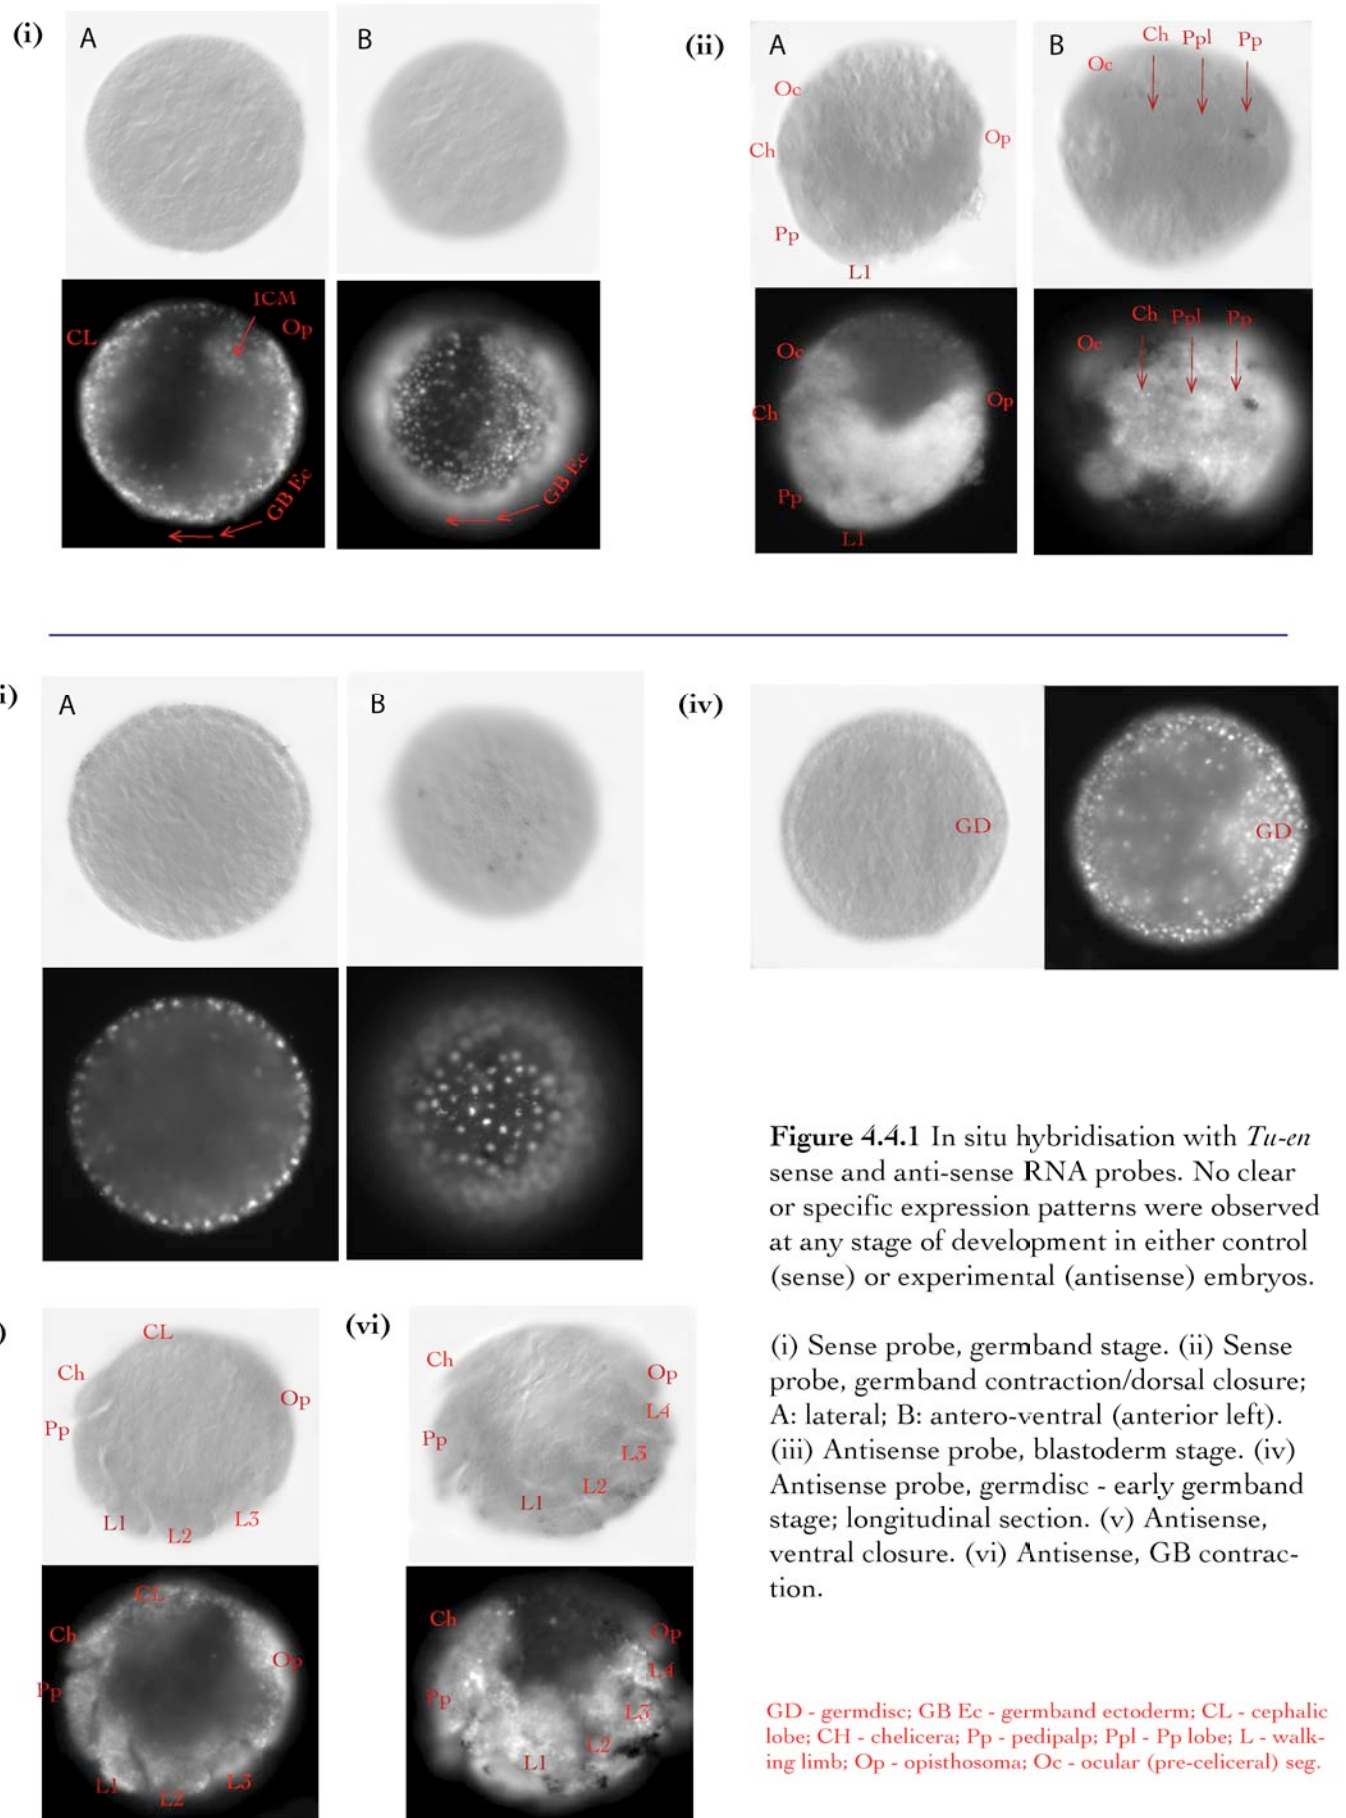 (i)
A
B
ICM
Op
CL
GB Ec
GB Ec
(ii)
A
B
Oc
Ch
Pp
L1
Op
Oc
Ch
Ppl
Pp
Oc
Ch
Pp
L1
Op
Oc
Ch
Ppl
Pp
i)
A
B
(iv)
GD
GD
)
CL
Ch
Pp
Op
L1
L2
L3
CL
Ch
Pp
Op
L1
L2
L3
(vi)
Ch
Pp
Op
L4
L3
L2
L1
Ch
Pp
Op
L4
L3
L2
L1
Figure 4.4.1 In situ hybridisation with Tu-en
sense and anti-sense RNA probes. No clear
or specific expression patterns were observed
at any stage of development in either control
(sense) or experimental (antisense) embryos.
(i) Sense probe, germband stage. (ii) Sense
probe, germband contraction/dorsal closure;
A: lateral; B: antero-ventral (anterior left).
(iii) Antisense probe, blastoderm stage. (iv)
Antisense probe, germdisc - early germband
stage; longitudinal section. (v) Antisense,
ventral closure. (vi) Antisense, GB contrac-
tion.
GD - germdisc; GB Ec - germband ectoderm; CL - cephalic
lobe; CH - chelicera; Pp - pedipalp; Ppl - Pp lobe; L - walk-
ing limb; Op - opisthosoma; Oc - ocular (pre-celiceral) seg.